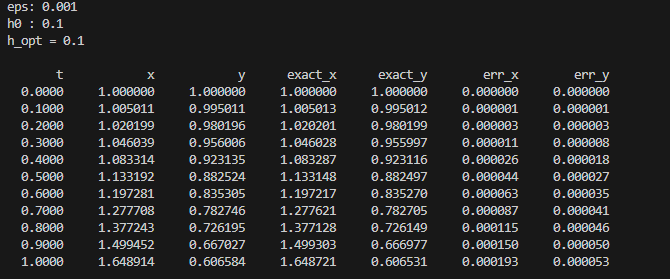 eps: 0.001
h0 : 0.1
h_opt = 0.1
t x y exact_x exact_y err_x err_y
0.0000 1.000000 1.000000 1.000000 1.000000 0.000000 0.000000
0.1000 1.005011 0.995011 1.005013 0.995012 0.000001 0.000001
0.2000 1.020199 0.980196 1.020201 0.980199 0.000003 0.000003
0.3000 1.046039 0.956006 1.046028 0.955997 0.000011 0.000008
0.4000 1.083314 0.923135 1.083287 0.923116 0.000026 0.000018
0.5000 1.133192 0.882524 1.133148 0.882497 0.000044 0.000027
0.6000 1.197281 0.835305 1.197217 0.835270 0.000063 0.000035
0.7000 1.277708 0.782746 1.277621 0.782705 0.000087 0.000041
0.8000 1.377243 0.726195 1.377128 0.726149 0.000115 0.000046
0.9000 1.499452 0.667027 1.499303 0.666977 0.000150 0.000050
1.0000 1.648914 0.606584 1.648721 0.606531 0.000193 0.000053